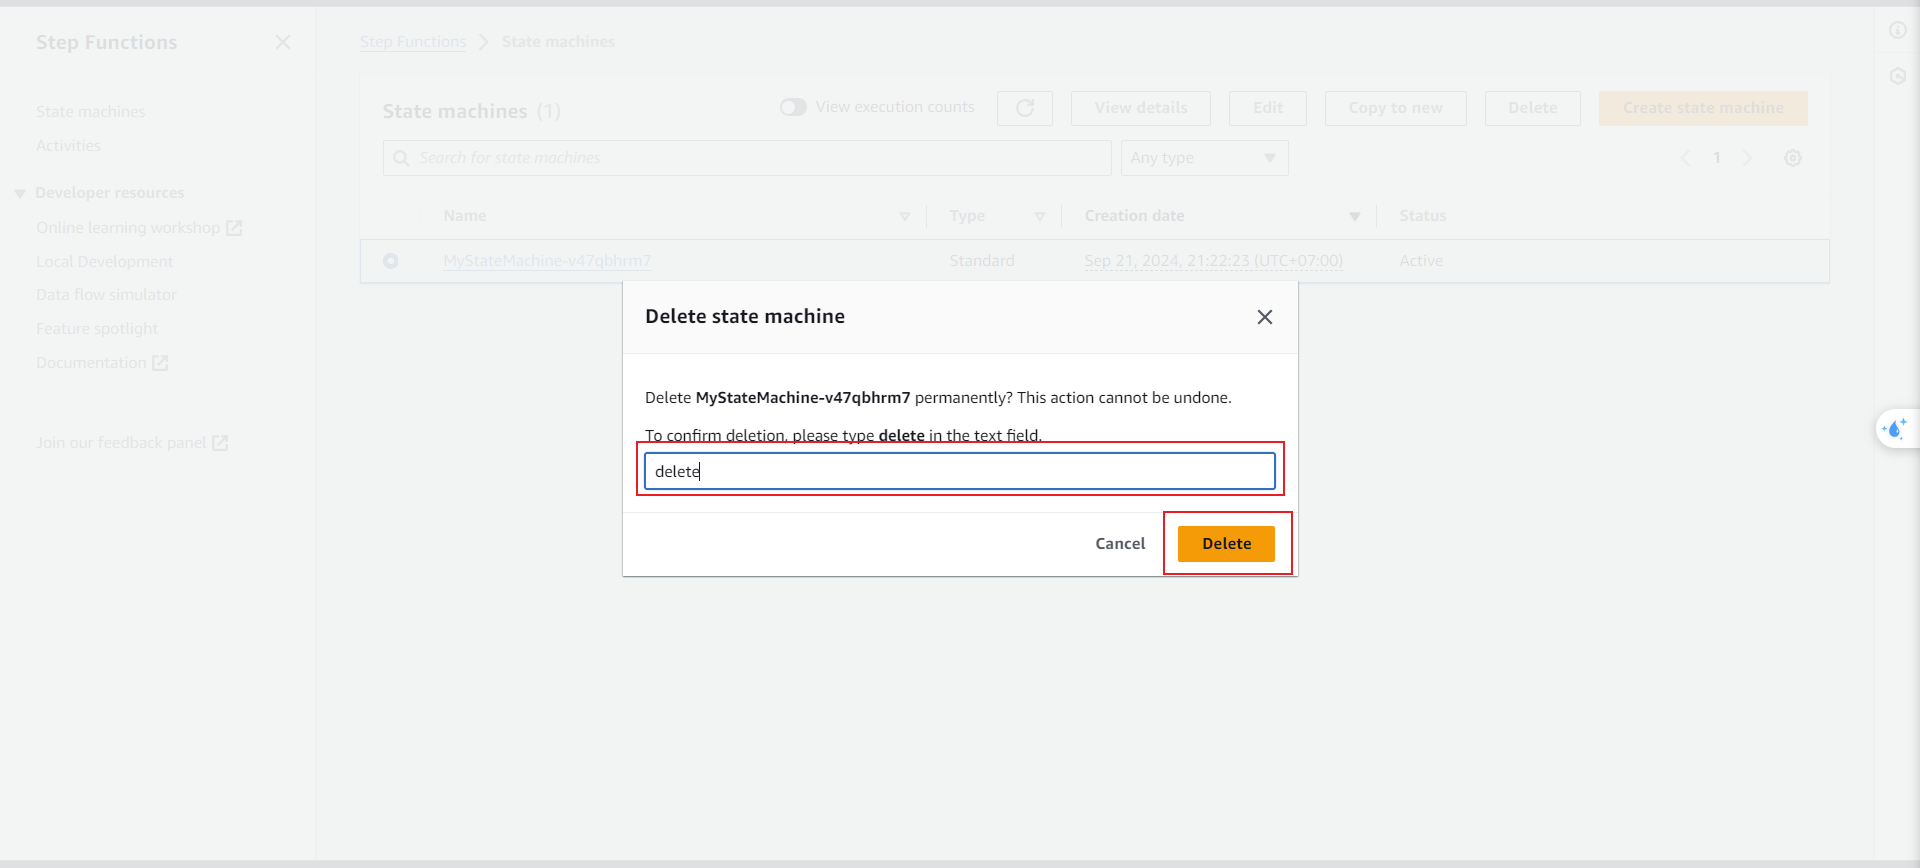 Step Functions
State machines
Activities
Developer resources
Online learning workshop
Local Development
Data flow simulator
Feature spotlight
Documentation
Join our feedback panel
Step Functions State machines
State machines (1)
View execution counts
View details
Edit
Copy to new
Delete
Create state machine
Search for state machines
Any type
1
Name Type Creation date Status
MyStateMachine-v47qbhrm7 Standard Sep 21, 2024, 21:22:23 (UTC+07:00) Active
Delete state machine
Delete MyStateMachine-v47qbhrm7 permanently? This action cannot be undone.
To confirm deletion, please type delete in the text field.
delete
Cancel
Delete